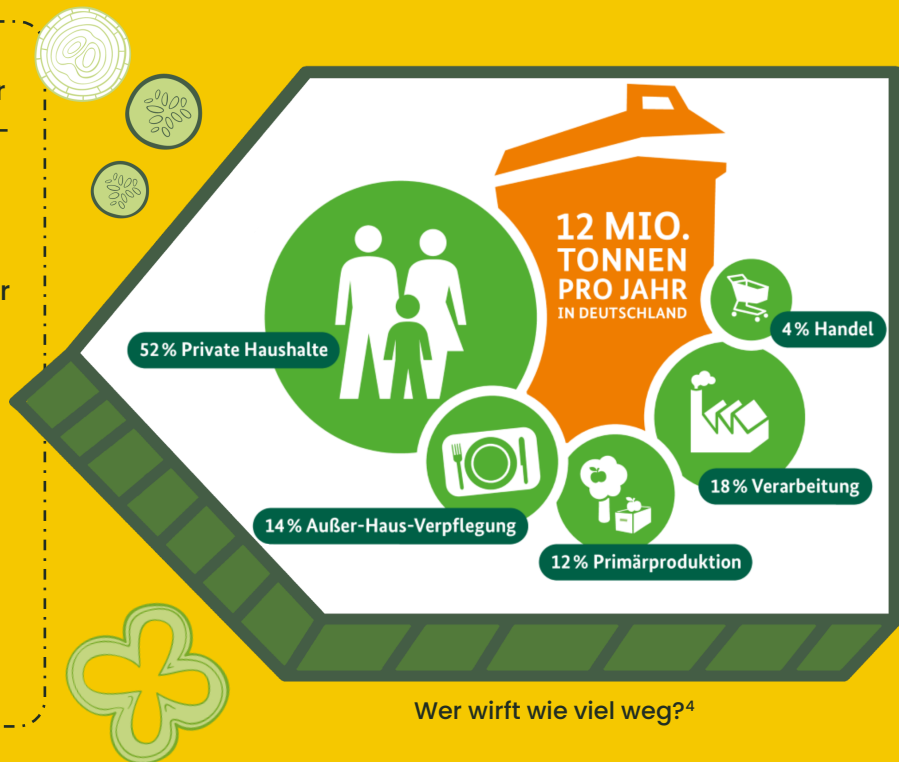 r
r
12 MIO.
TONNEN
PRO JAHR
IN DEUTSCHLAND
4% Handel
52% Private Haushalte
18% Verarbeitung
14% Außer-Haus-Verpflegung
12% Primärproduktion
Wer wirft wie viel weg?⁴